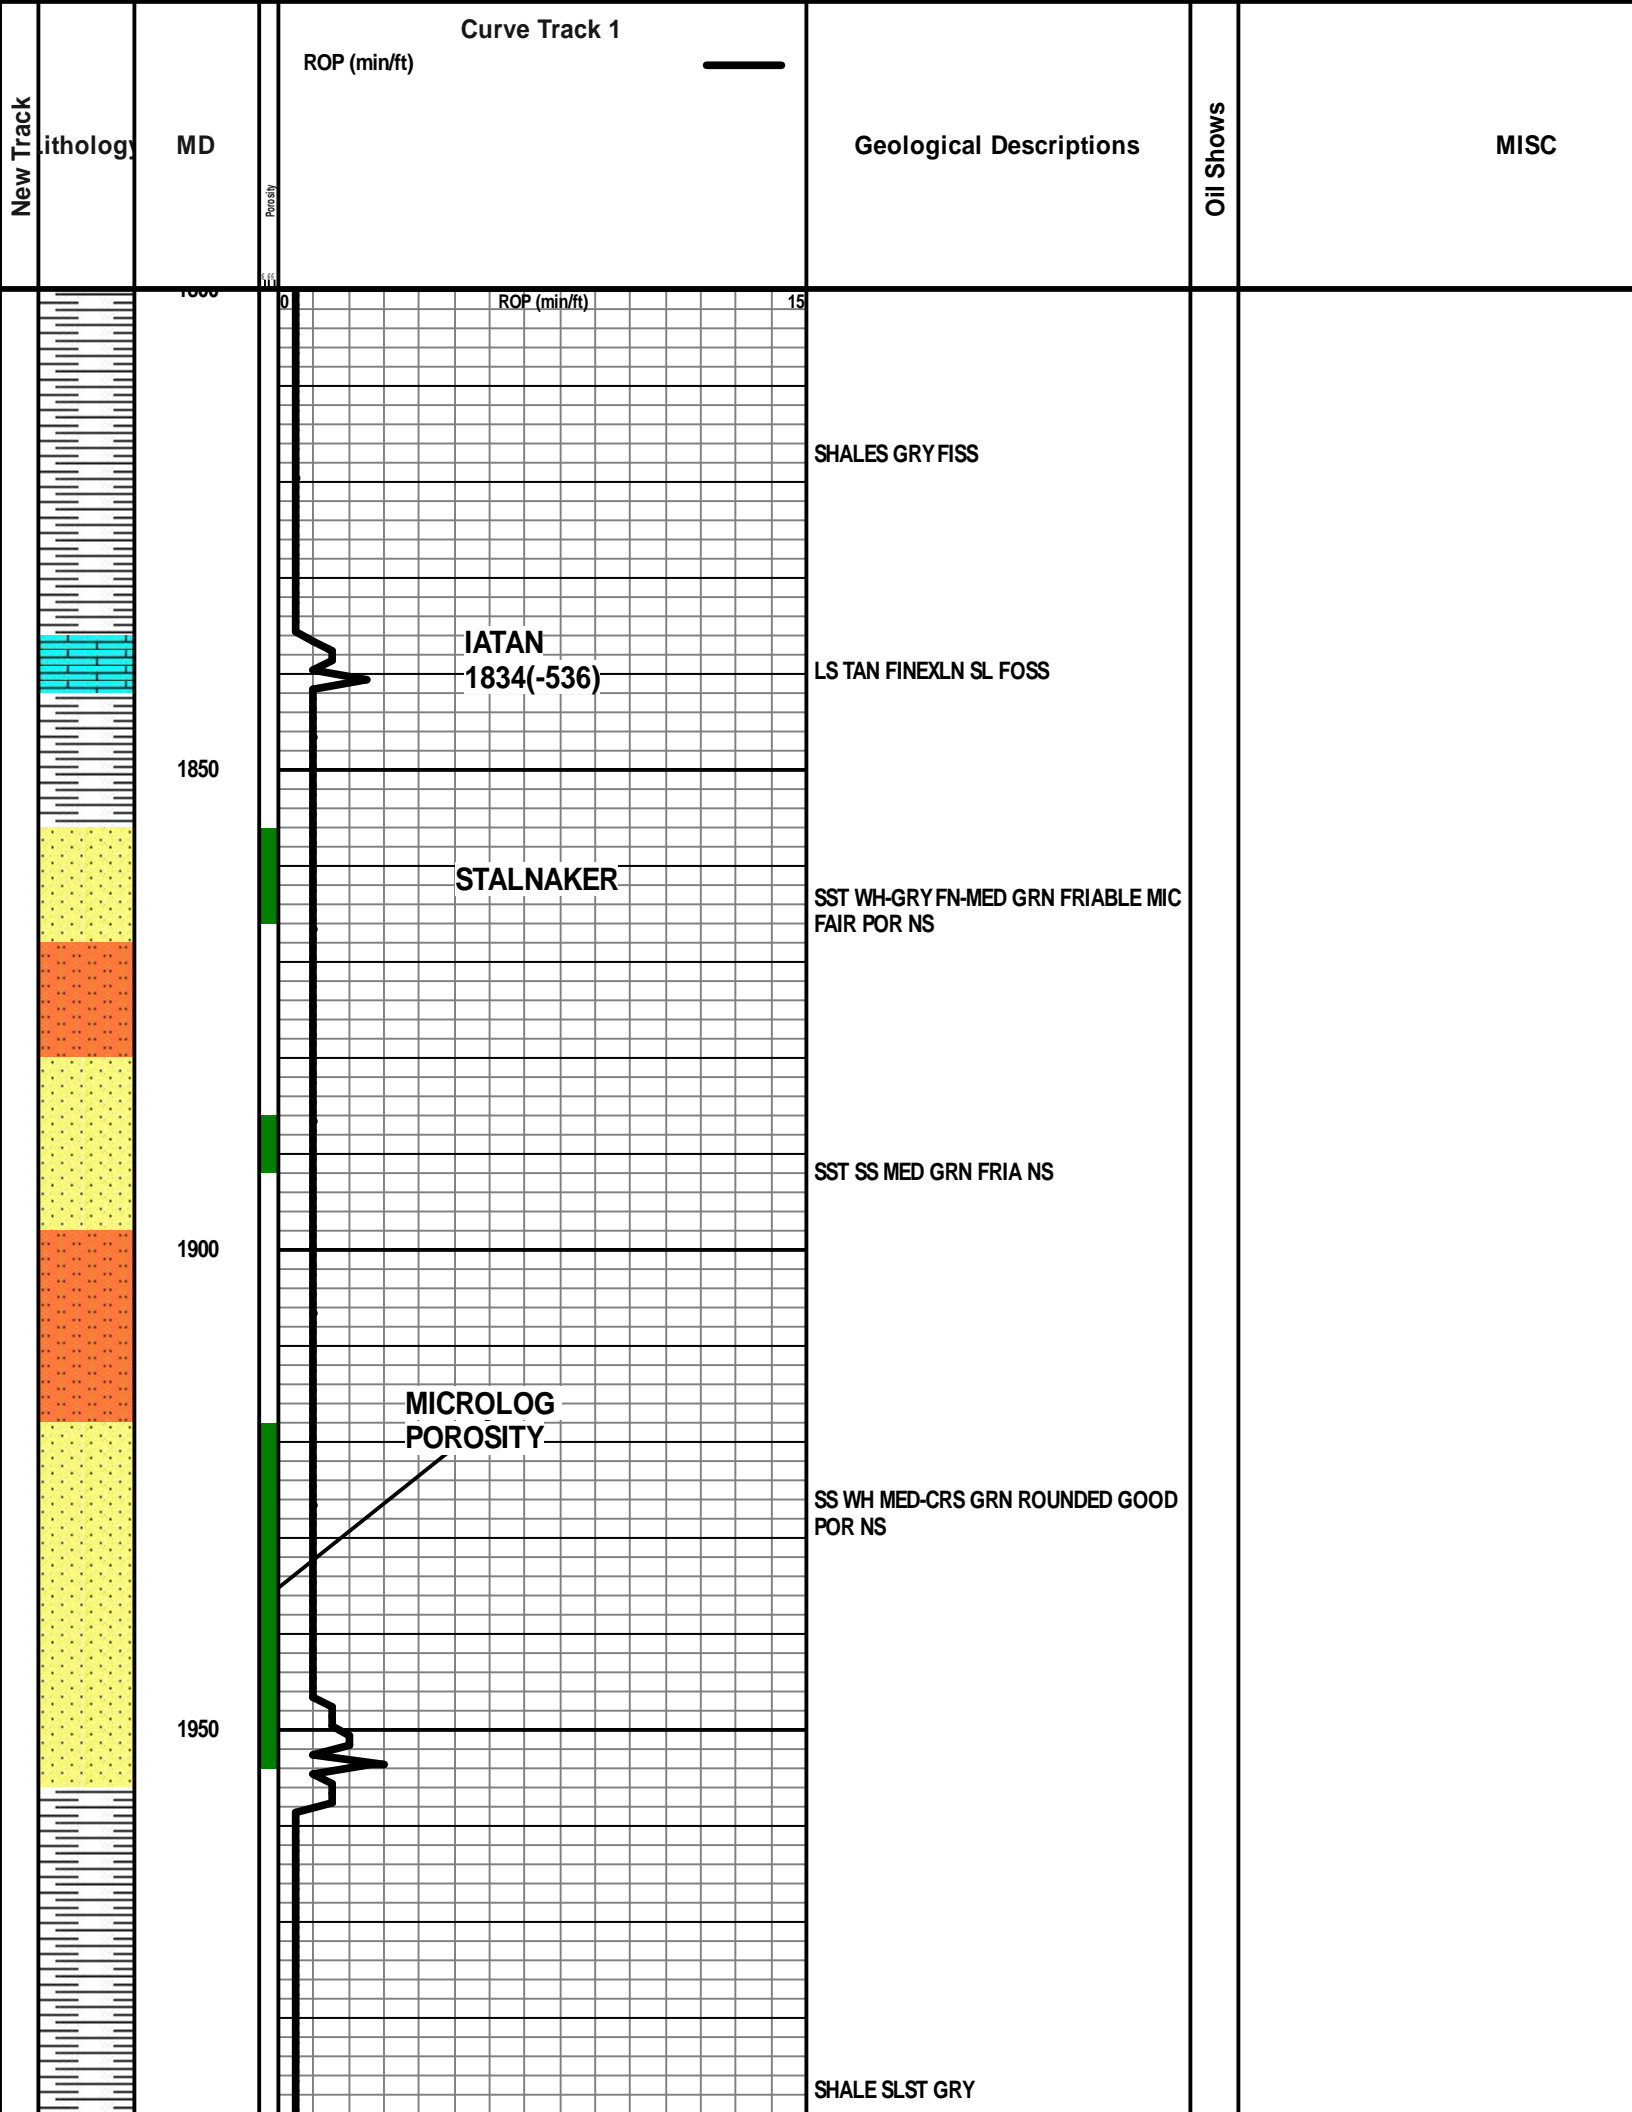 Curve Track 1
ROP (min/ft)
New Track
ithology
MD
Porosity
Geological Descriptions
Oil Shows
MISC
0 ROP (min/ft) 15
SHALES GRY FISS
IATAN
1834(-536)
LS TAN FINEXLN SL FOSS
1850
STALNAKER
SST WH-GRY FN-MED GRN FRIABLE MIC
FAIR POR NS
SST SS MED GRN FRIA NS
1900
MICROLOG
POROSITY
SS WH MED-CRS GRN ROUNDED GOOD
POR NS
1950
SHALE SLST GRY